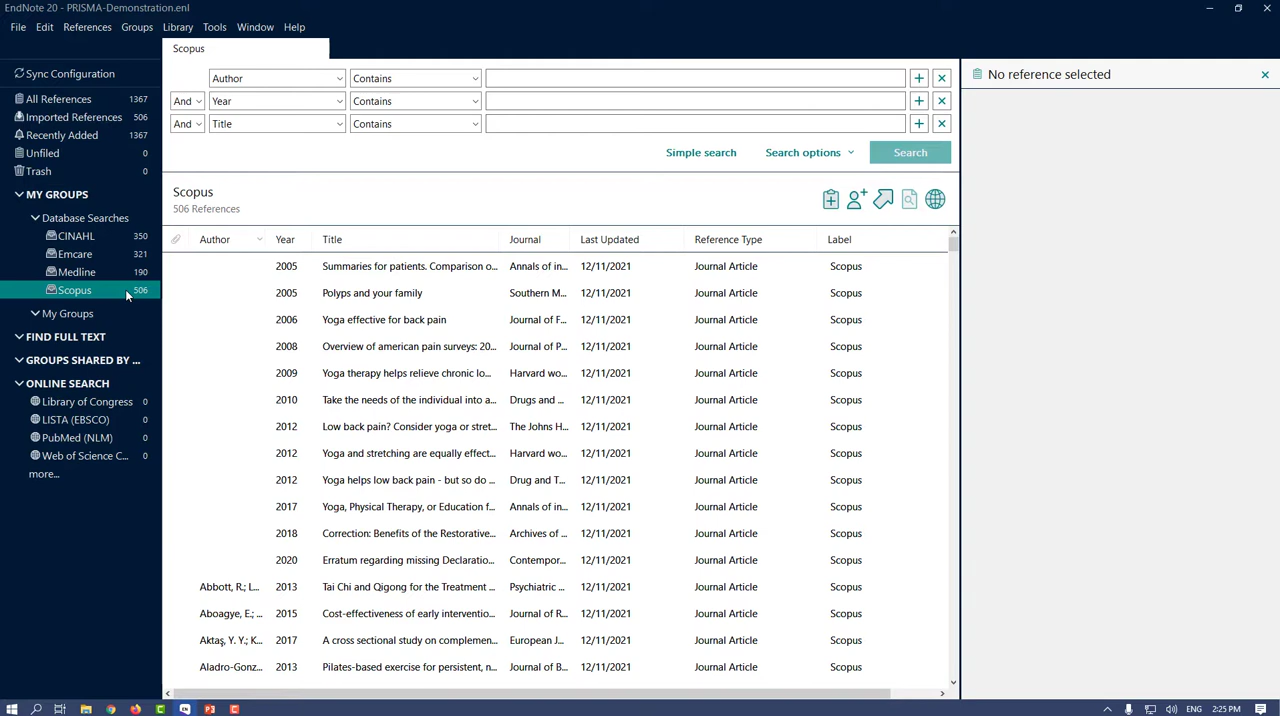 EndNote 20 - PRISMA-Demonstration.enl
File Edit References Groups Library Tools Window Help
Scopus
Sync Configuration
All References 1367
Imported References 506
Recently Added 1367
Unfiled 0
Trash 0
MY GROUPS
Database Searches
CINAHL 350
Emcare 321
Medline 190
Scopus 506
My Groups
FIND FULL TEXT
GROUPS SHARED BY ...
ONLINE SEARCH
Library of Congress 0
LISTA (EBSCO) 0
PubMed (NLM) 0
Web of Science C... 0
more...
Author Contains
And Year Contains
And Title Contains
Simple search Search options Search
Scopus
506 References
Author Year Title Journal Last Updated Reference Type Label
2005 Summaries for patients. Comparison o... Annals of in... 12/11/2021 Journal Article Scopus
2005 Polyps and your family Southern M... 12/11/2021 Journal Article Scopus
2006 Yoga effective for back pain Journal of F... 12/11/2021 Journal Article Scopus
2008 Overview of american pain surveys: 20... Journal of P... 12/11/2021 Journal Article Scopus
2009 Yoga therapy helps relieve chronic lo... Harvard wo... 12/11/2021 Journal Article Scopus
2010 Take the needs of the individual into a... Drugs and ... 12/11/2021 Journal Article Scopus
2012 Low back pain? Consider yoga or stret... The Johns H... 12/11/2021 Journal Article Scopus
2012 Yoga and stretching are equally effect... Harvard wo... 12/11/2021 Journal Article Scopus
2012 Yoga helps low back pain - but so do ... Drug and T... 12/11/2021 Journal Article Scopus
2017 Yoga, Physical Therapy, or Education f... Annals of in... 12/11/2021 Journal Article Scopus
2018 Correction: Benefits of the Restorative... Archives of ... 12/11/2021 Journal Article Scopus
2020 Erratum regarding missing Declaratio... Contempor... 12/11/2021 Journal Article Scopus
Abbott, R.; L... 2013 Tai Chi and Qigong for the Treatment ... Psychiatric ... 12/11/2021 Journal Article Scopus
Aboagye, E.; ... 2015 Cost-effectiveness of early interventio... Journal of R... 12/11/2021 Journal Article Scopus
Aktaş, Y. Y.; K... 2017 A cross sectional study on complemen... European J... 12/11/2021 Journal Article Scopus
Aladro-Gonz... 2013 Pilates-based exercise for persistent, n... Journal of B... 12/11/2021 Journal Article Scopus
No reference selected
ENG 2:25 PM